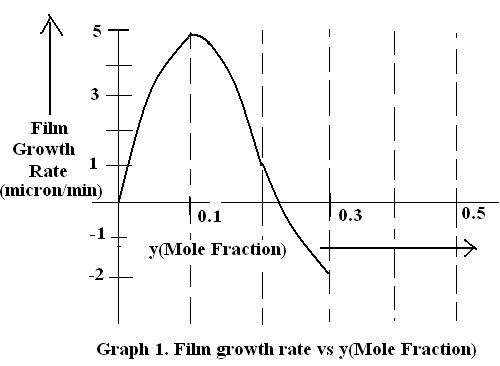 5
3
Film
Growth
Rate
(micron/min)
1
0.1
0.3
0.5
-1
y(Mole Fraction)
-2
Graph 1. Film growth rate vs y(Mole Fraction)